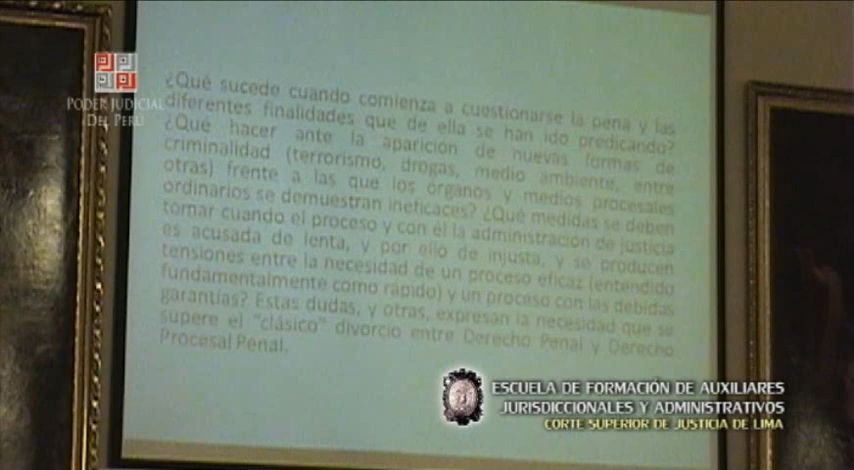 PODER JUDICIAL
DEL PERÚ
¿Qué sucede cuando comienza a cuestionarse la pena y las
diferentes finalidades que de ella se han ido predicando?
¿Qué hacer ante la aparición de nuevas formas de
criminalidad (terrorismo, drogas, medio ambiente, entre
otras) frente a las que los órganos y medios procesales
ordinarios se demuestran ineficaces? ¿Qué medidas se deben
tomar cuando el proceso y con él la administración de justicia
es acusada de lenta, y por ello de injusta, y se producen
tensiones entre la necesidad de un proceso eficaz (entendido
fundamentalmente como rápido) y un proceso con las debidas
garantías? Estas dudas, y otras, expresan la necesidad que se
supere el "clásico" divorcio entre Derecho Penal y Derecho
Procesal Penal.
ESCUELA DE FORMACIÓN DE AUXILIARES
JURISDICCIONALES Y ADMINISTRATIVOS
CORTE SUPERIOR DE JUSTICIA DE LIMA